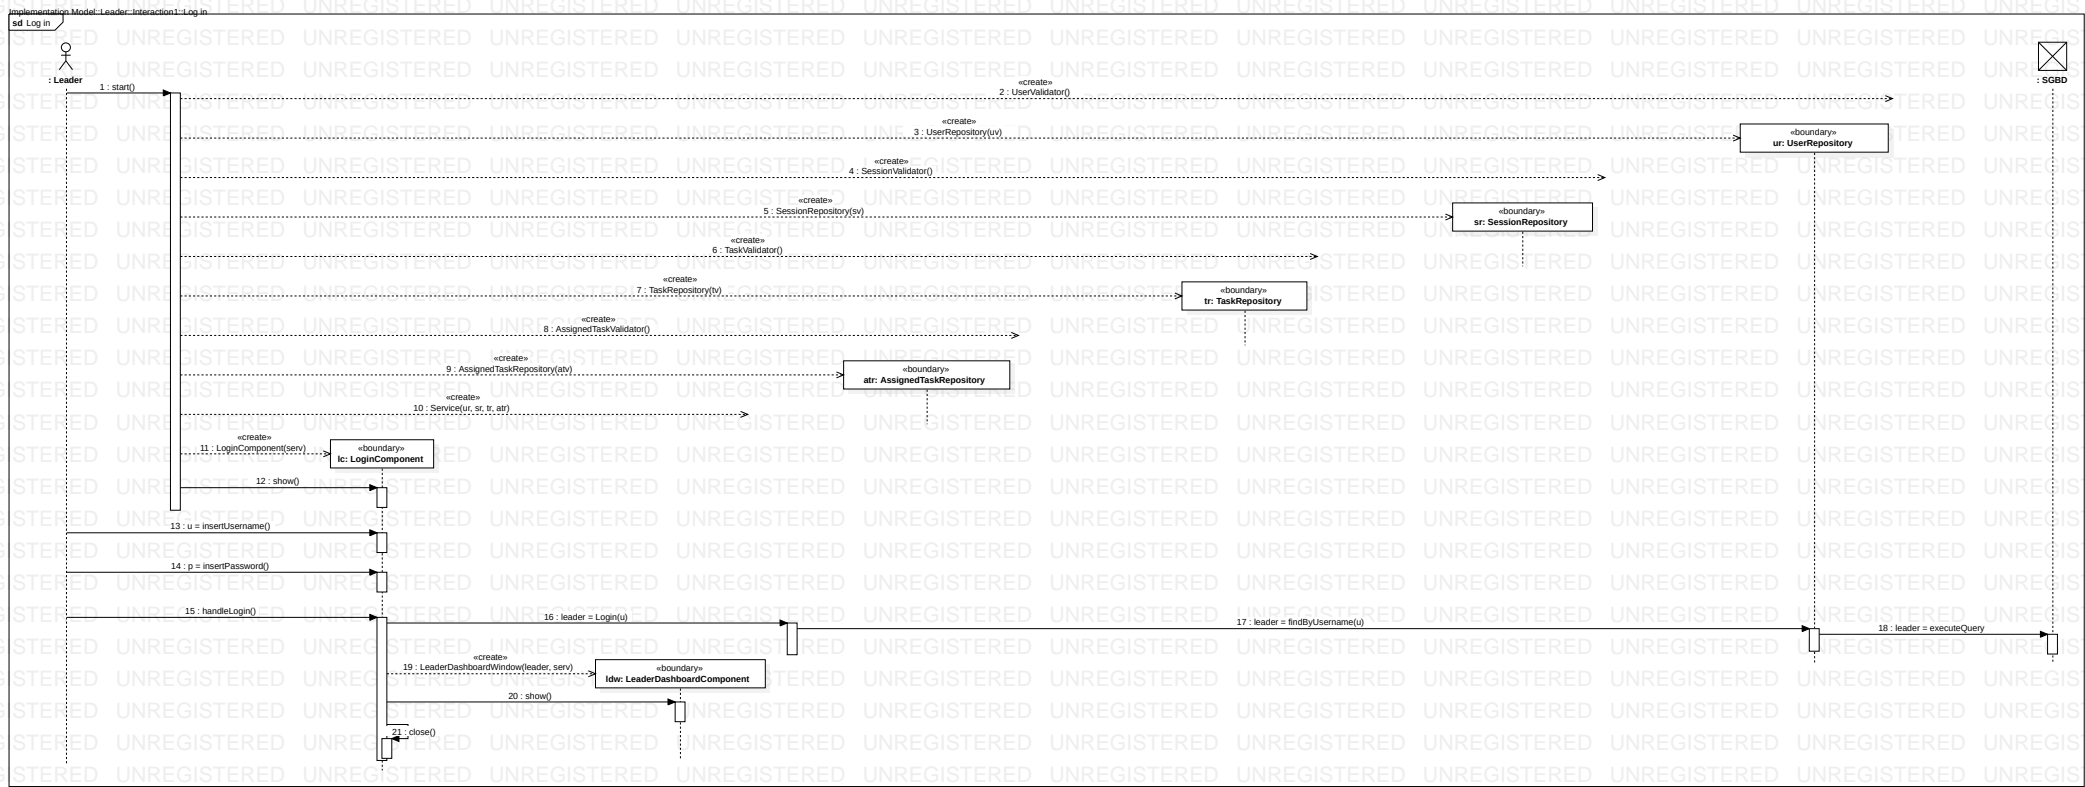 Implementation Model::Leader::Interaction1::Log in
sd Log in
: Leader
: SGBD
1 : start()
«create»
2 : UserValidator()
«create»
3 : UserRepository(uv)
«boundary»
ur: UserRepository
«create»
4 : SessionValidator()
«create»
5 : SessionRepository(sv)
«boundary»
sr: SessionRepository
«create»
6 : TaskValidator()
«create»
7 : TaskRepository(tv)
«boundary»
tr: TaskRepository
«create»
8 : AssignedTaskValidator()
«create»
9 : AssignedTaskRepository(atv)
«boundary»
atr: AssignedTaskRepository
«create»
10 : Service(ur, sr, tr, atr)
«create»
11 : LoginComponent(serv)
«boundary»
lc: LoginComponent
12 : show()
13 : u = insertUsername()
14 : p = insertPassword()
15 : handleLogin()
16 : leader = Login(u)
17 : leader = findByUsername(u)
18 : leader = executeQuery
«create»
19 : LeaderDashboardWindow(leader, serv)
«boundary»
ldw: LeaderDashboardComponent
20 : show()
21 : close()
UNREGISTERED